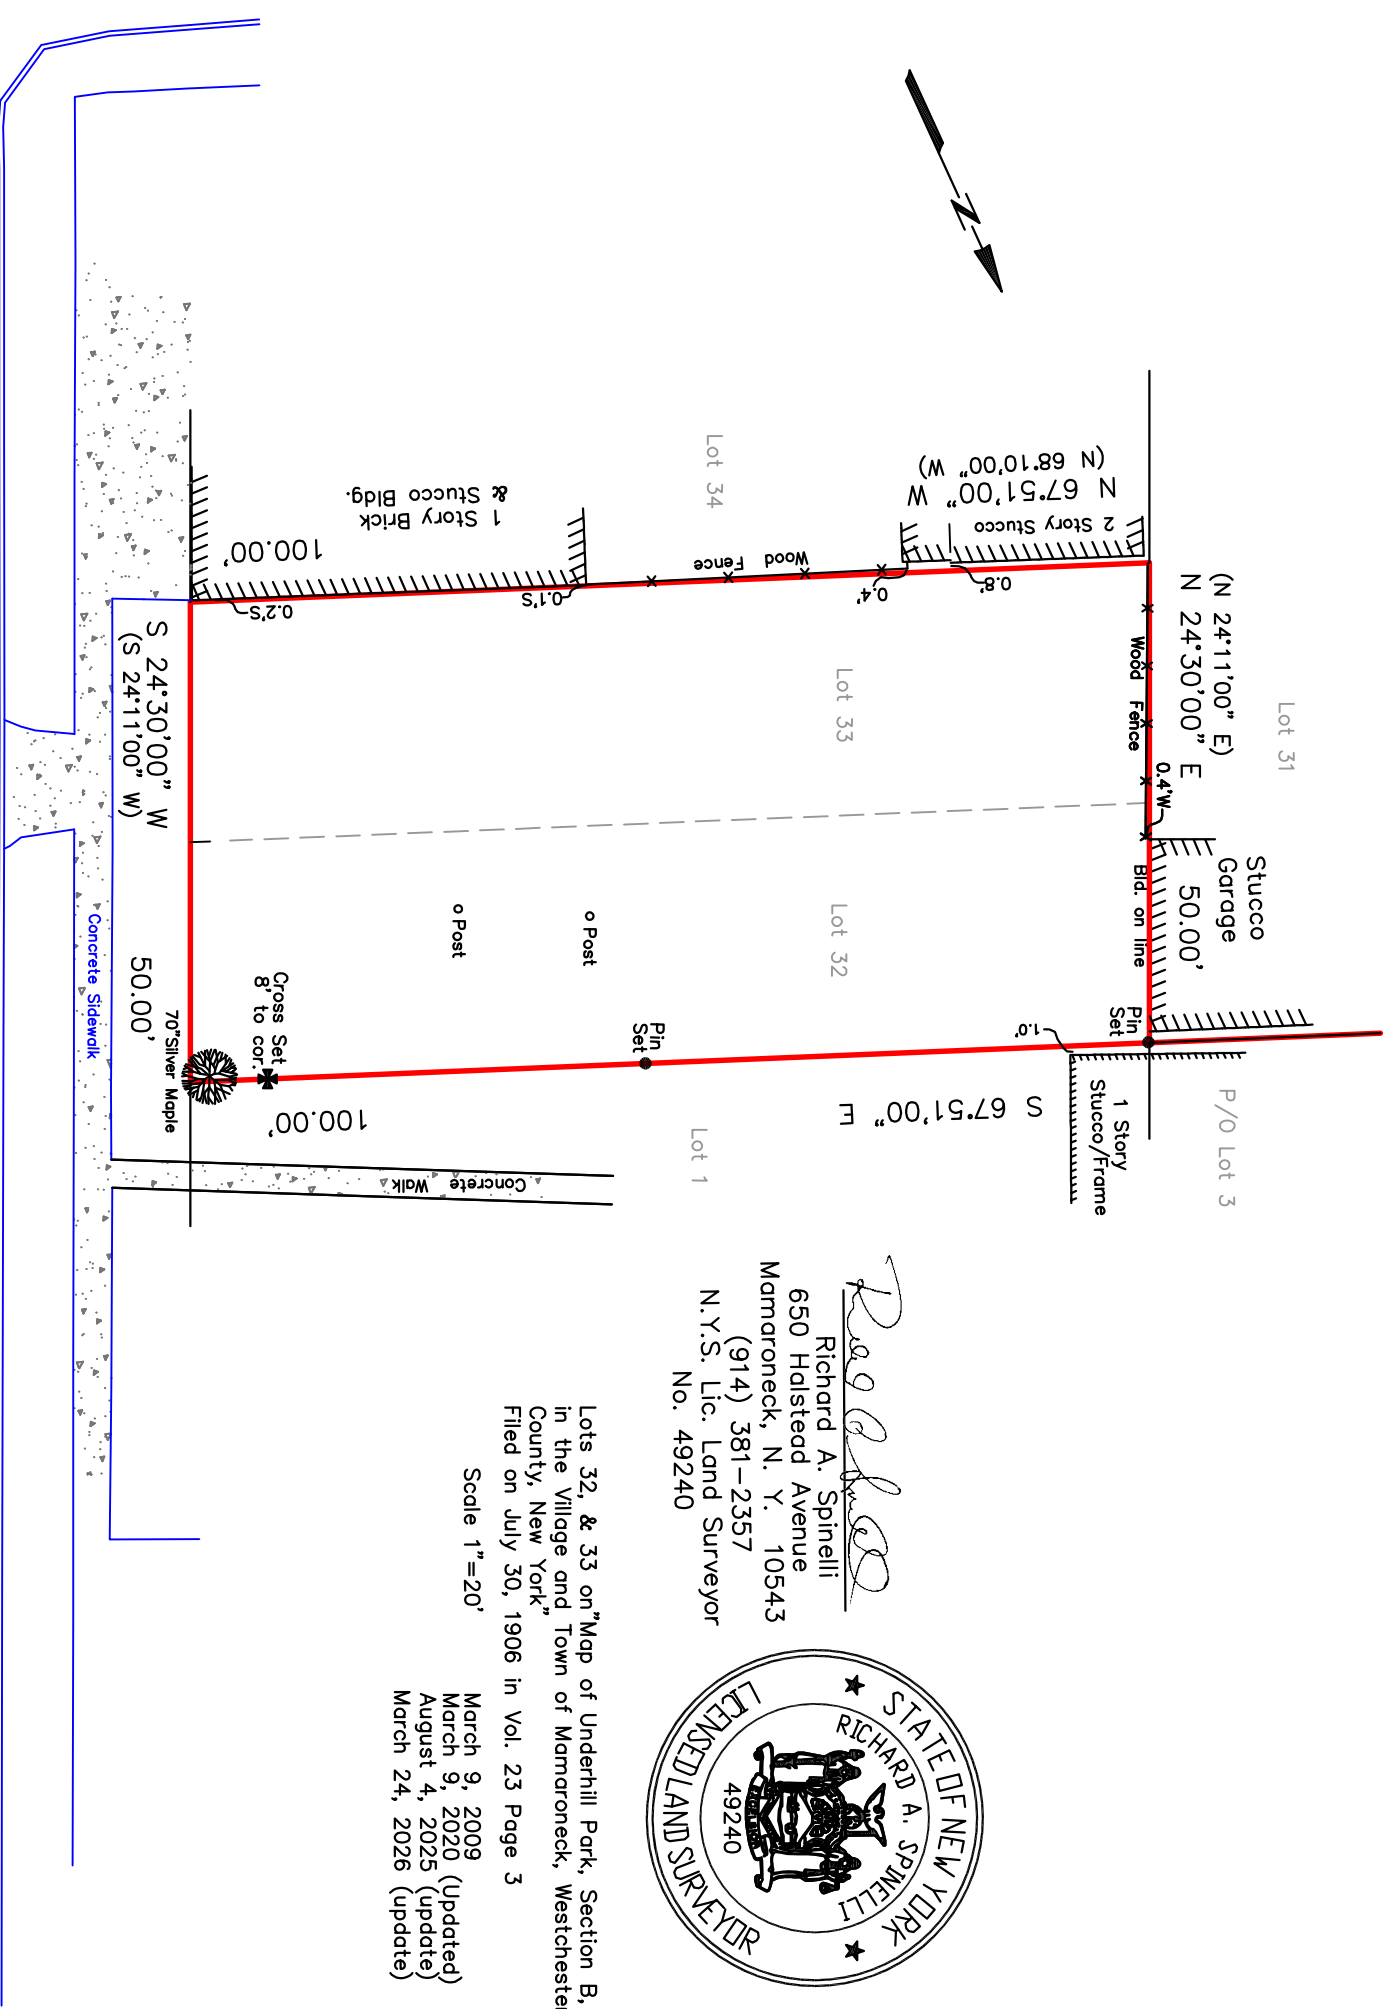 Lot 31
(N 24°11'00" E)
N 24°30'00" E
Wood Fence
0.4'W
Stucco
Garage
50.00'
Bld. on line
Pin
Set
1.0'
1 Story
Stucco/Frame
P/O Lot 3
N 67°51'00" W
(N 68°10'00" W)
2 Story Stucco
0.8'
0.4'
Wood Fence
Lot 34
1 Story Brick
& Stucco Bldg.
0.1'S
100.00'
0.2'S
Lot 33
Lot 32
Post
Post
Pin
Set
S 67°51'00" E
Lot 1
100.00'
Cross Set
8' to cor.
70"Silver Maple
S 24°30'00" W
(S 24°11'00" W)
50.00'
Concrete Sidewalk
Concrete Walk
N
Richard A. Spinelli
650 Halstead Avenue
Mamaroneck, N. Y. 10543
(914) 381-2357
N.Y.S. Lic. Land Surveyor
No. 49240
STATE OF NEW YORK
RICHARD A. SPINELLI
49240
EXCELSIOR
LICENSED LAND SURVEYOR
Lots 32, & 33 on"Map of Underhill Park, Section B,
in the Village and Town of Mamaroneck, Westchester
County, New York"
Filed on July 30, 1906 in Vol. 23 Page 3
Scale 1"=20'
March 9, 2009
March 9, 2020 (Updated)
August 4, 2025 (update)
March 24, 2026 (update)